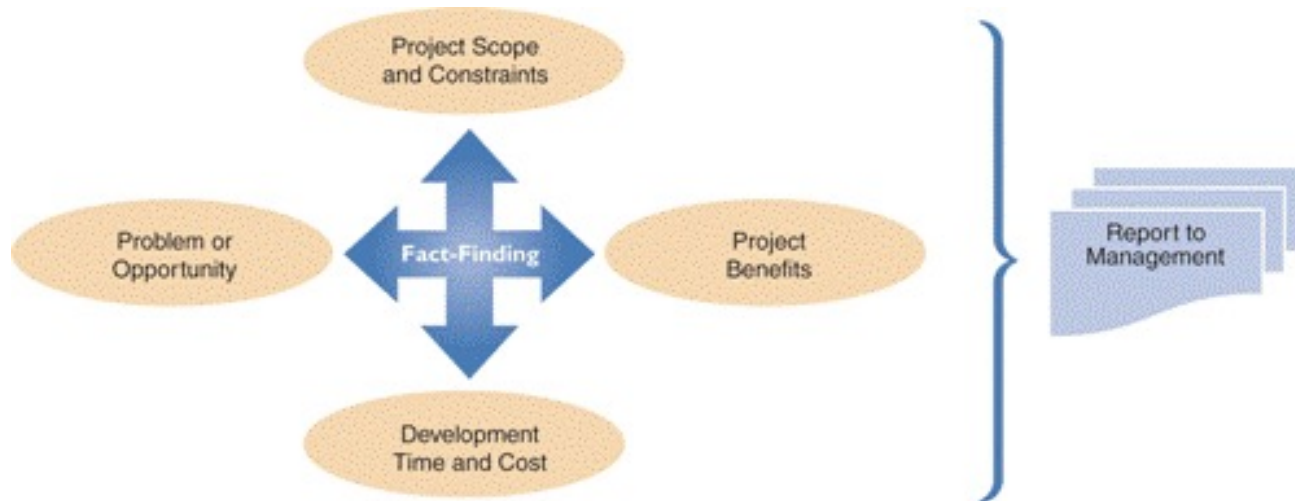 Project Scope
and Constraints
Problem or
Opportunity
Fact-Finding
Project
Benefits
Report to
Management
Development
Time and Cost